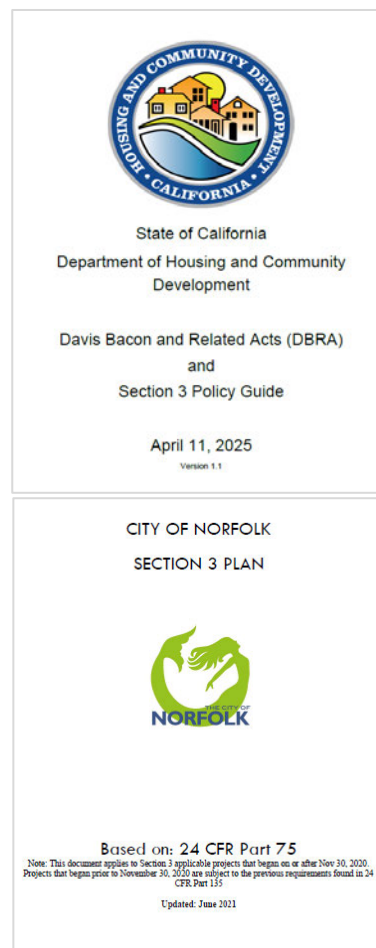 HOUSING AND COMMUNITY DEVELOPMENT
• CALIFORNIA •
State of California
Department of Housing and Community
Development
Davis Bacon and Related Acts (DBRA)
and
Section 3 Policy Guide
April 11, 2025
Version 1.1
CITY OF NORFOLK
SECTION 3 PLAN
THE CITY OF
NORFOLK
Based on: 24 CFR Part 75
Note: This document applies to Section 3 applicable projects that began on or after Nov 30, 2020.
Projects that began prior to November 30, 2020 are subject to the previous requirements found in 24
CFR Part 135
Updated: June 2021